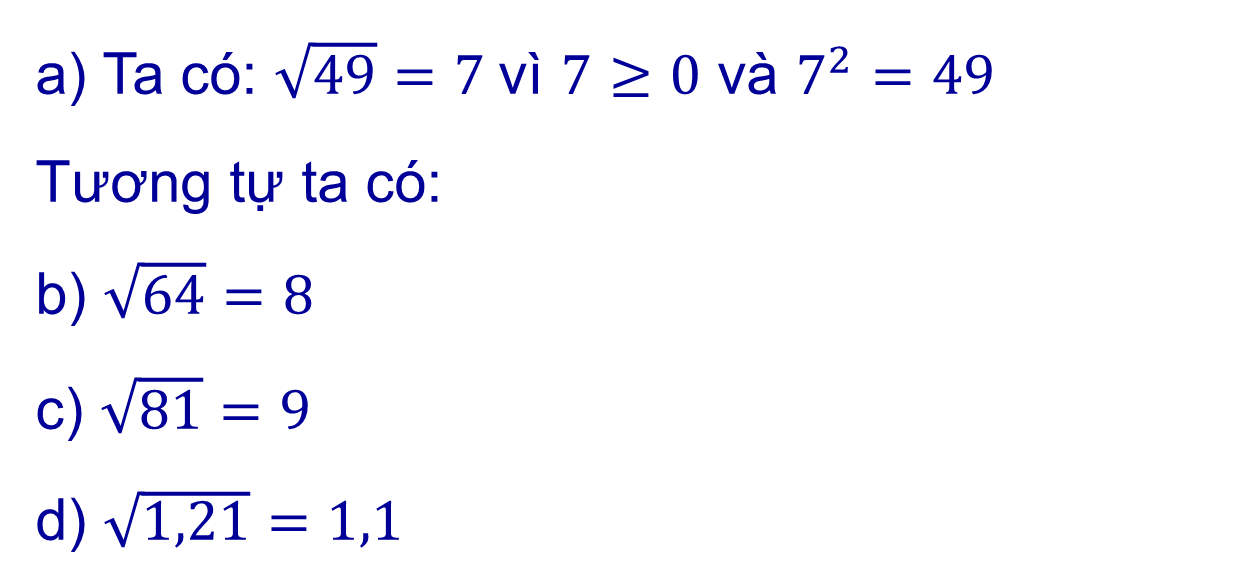 a) Ta có: √49 = 7 vì 7 ≥ 0 và 7² = 49
Tương tự ta có:
b) √64 = 8
c) √81 = 9
d) √1,21 = 1,1